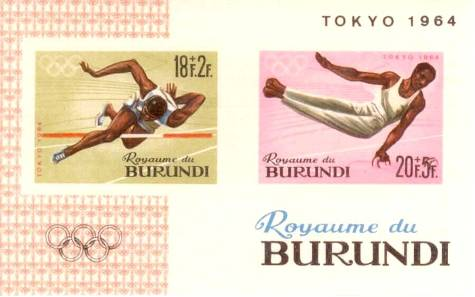 TOKYO 1964
18F+2F.
TOKYO 1964
Royaume du
BURUNDI
TOKYO 1964
20F+5F.
Royaume du
BURUNDI
Royaume du
BURUNDI